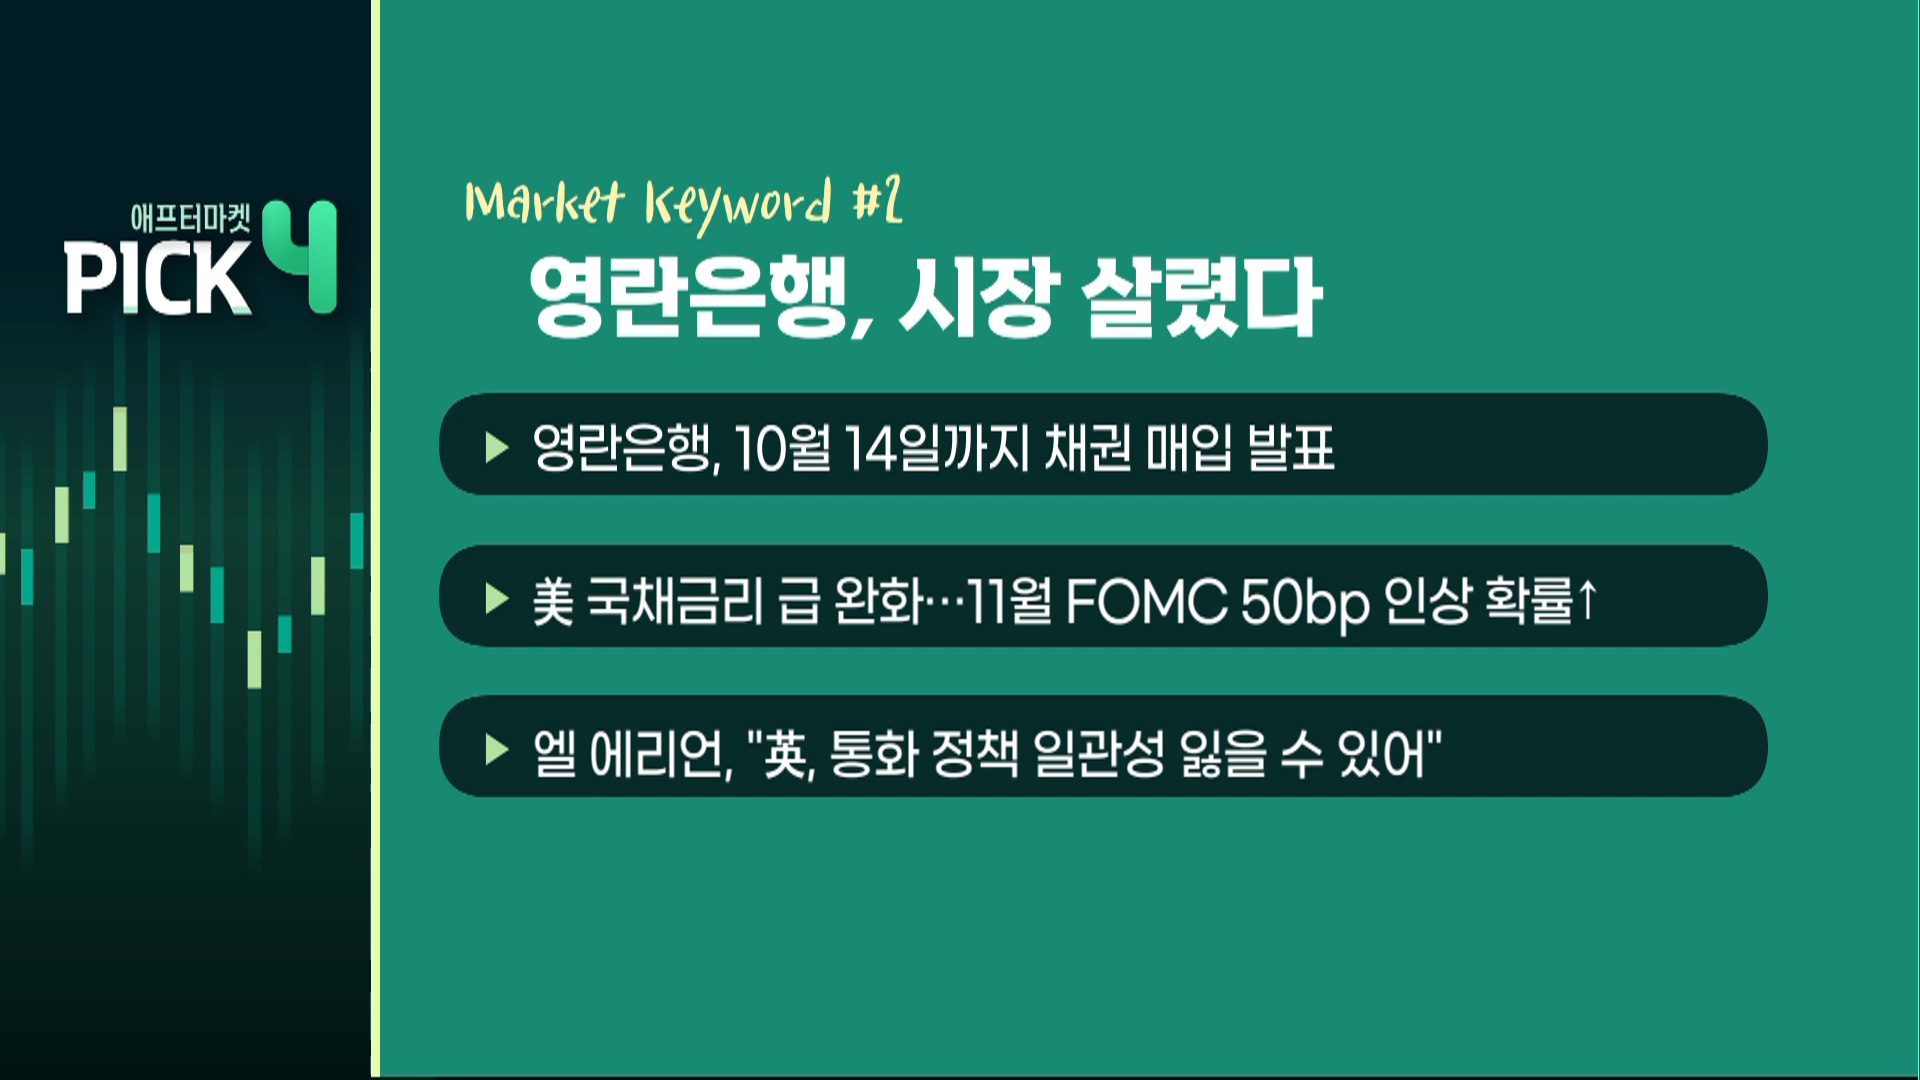 애프터마켓
PICK 4
Market Keyword #2
영란은행, 시장 살렸다
▶ 영란은행, 10월 14일까지 채권 매입 발표
▶ 美 국채금리 급 완화…11월 FOMC 50bp 인상 확률↑
▶ 엘 에리언, "英, 통화 정책 일관성 잃을 수 있어"